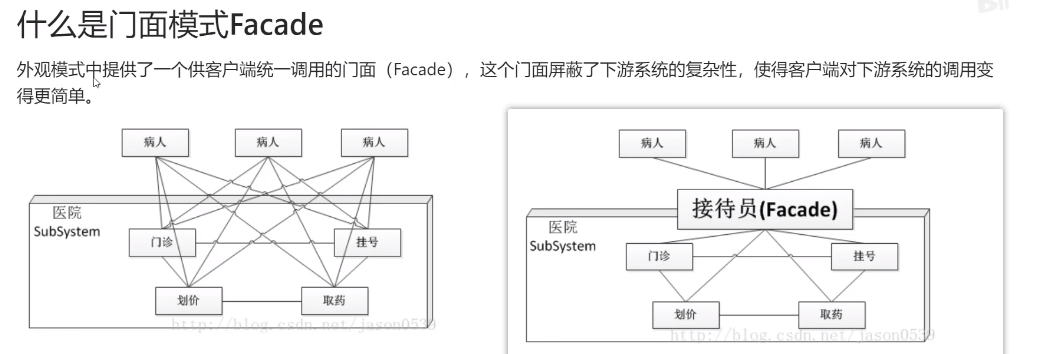 什么是门面模式Facade
外观模式中提供了一个供客户端统一调用的门面（Facade），这个门面屏蔽了下游系统的复杂性，使得客户端对下游系统的调用变
得更简单。
病人
病人
病人
医院
SubSystem
门诊
挂号
划价
取药
http://blog.csdn.net/jason0539
病人
病人
病人
接待员(Facade)
医院
SubSystem
门诊
挂号
划价
取药
http://blog.csdn.net/jason0539